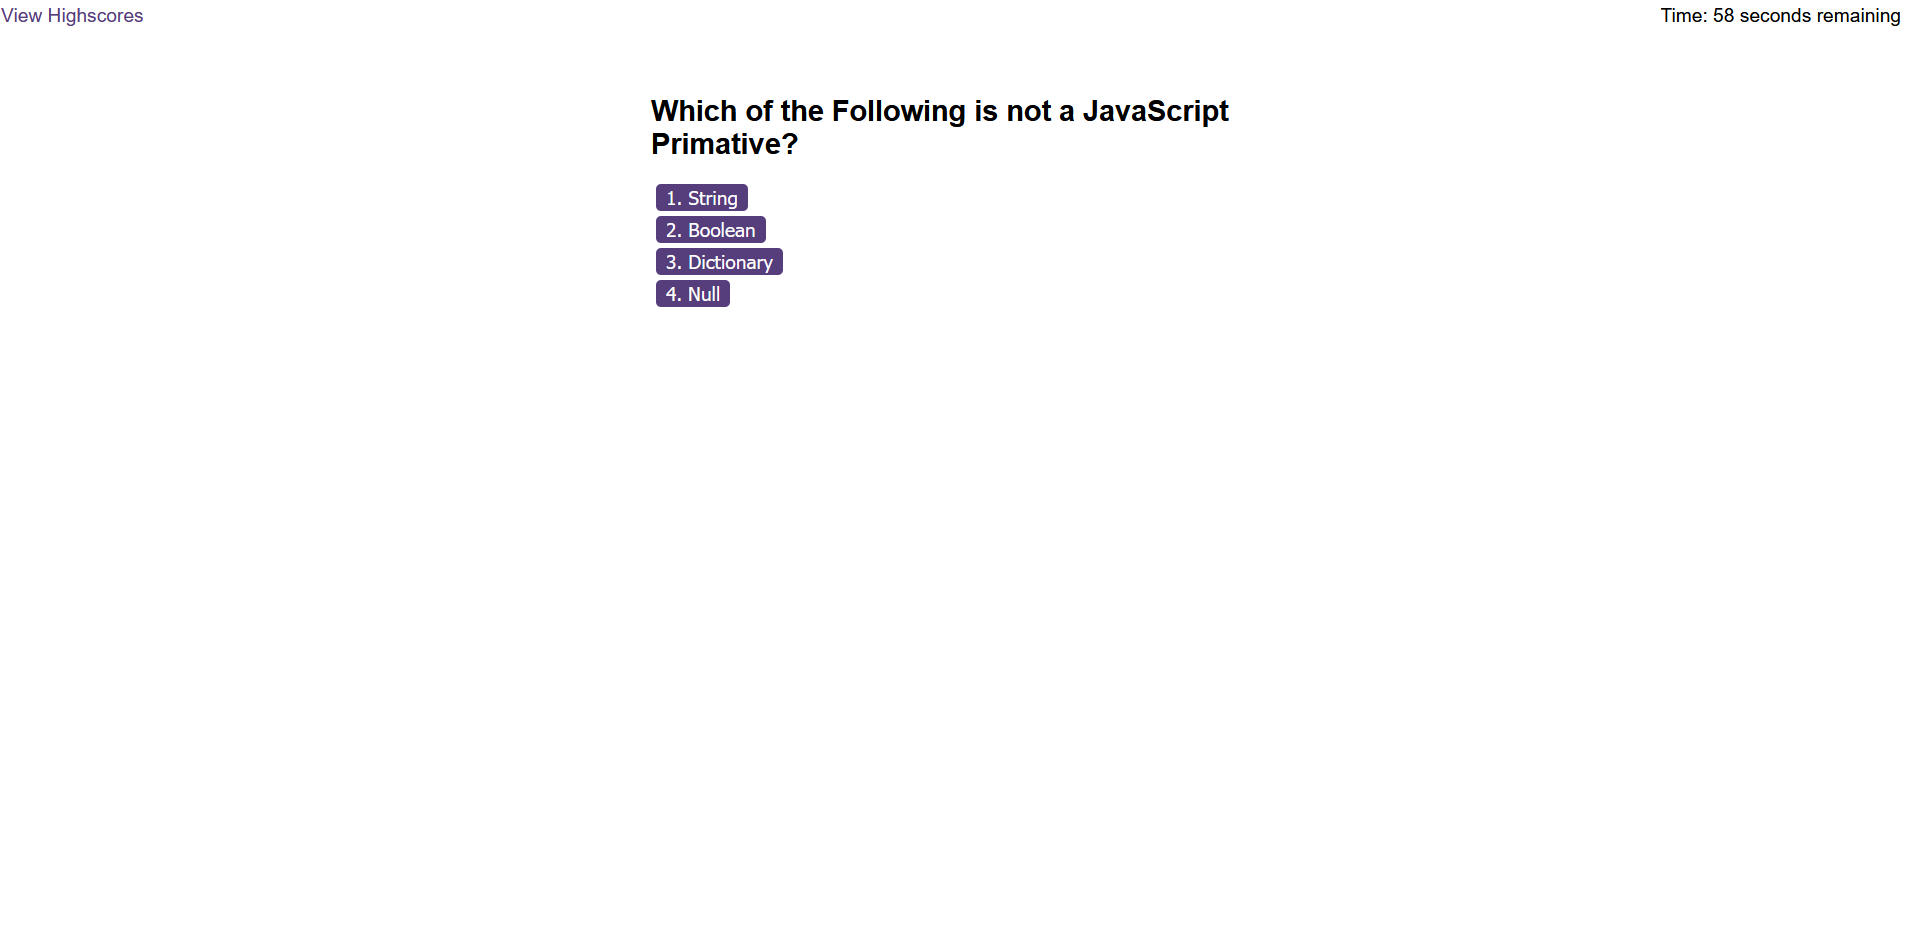 View Highscores
Time: 58 seconds remaining
Which of the Following is not a JavaScript
Primative?
1. String
2. Boolean
3. Dictionary
4. Null